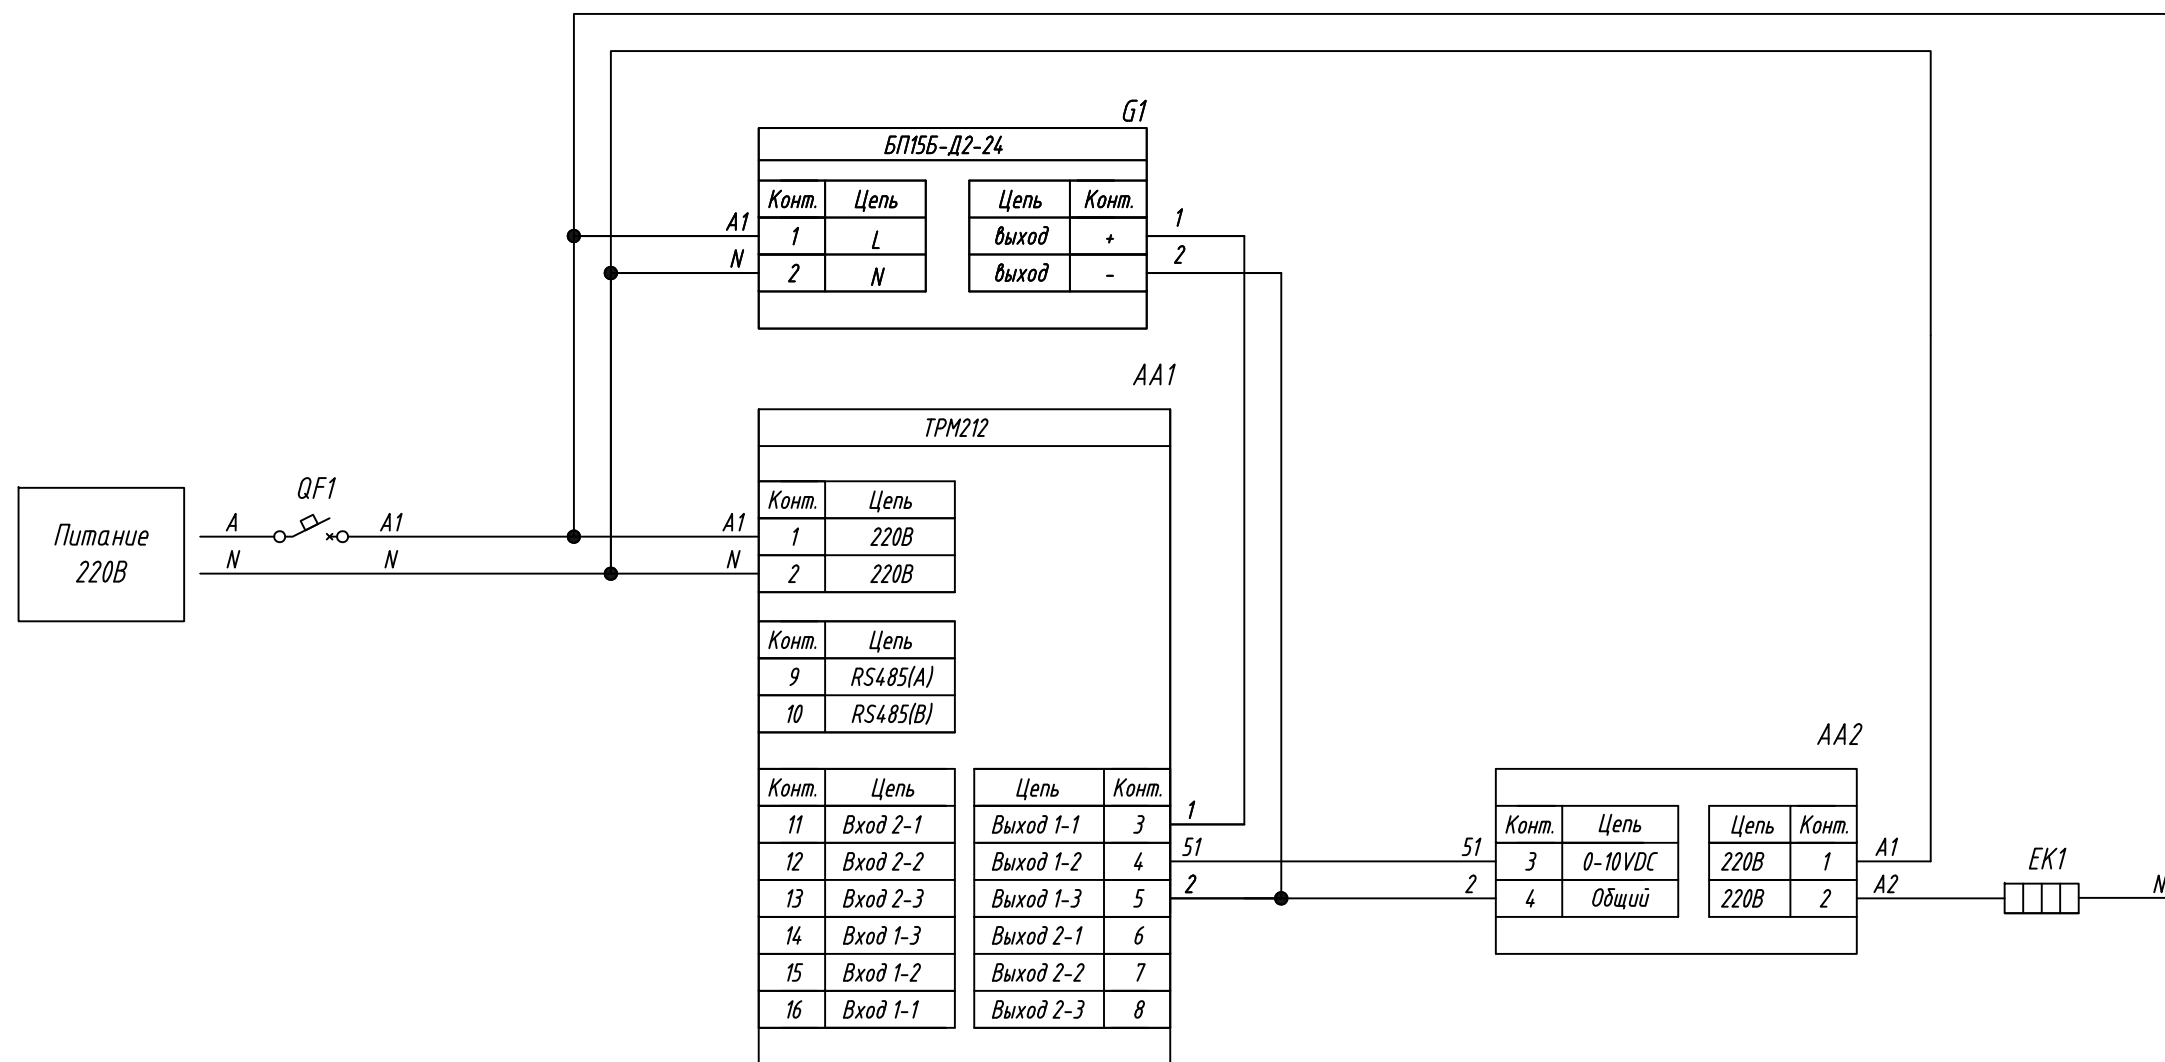 G1
БП15Б-Д2-24
Конт. Цепь Цепь Конт.
A1 1 L выход + 1
N 2 N выход - 2
AA1
ТРМ212
QF1
Питание
220В
A A1 A1
N N N
Конт. Цепь
1 220В
2 220В
Конт. Цепь
9 RS485(A)
10 RS485(B)
AA2
Конт. Цепь Цепь Конт.
11 Вход 2-1 Выход 1-1 3 1
12 Вход 2-2 Выход 1-2 4 51
13 Вход 2-3 Выход 1-3 5 2
14 Вход 1-3 Выход 2-1 6
15 Вход 1-2 Выход 2-2 7
16 Вход 1-1 Выход 2-3 8
Конт. Цепь Цепь Конт.
51 3 0-10VDC 220В 1 A1
2 4 Общий 220В 2 A2
EK1
N